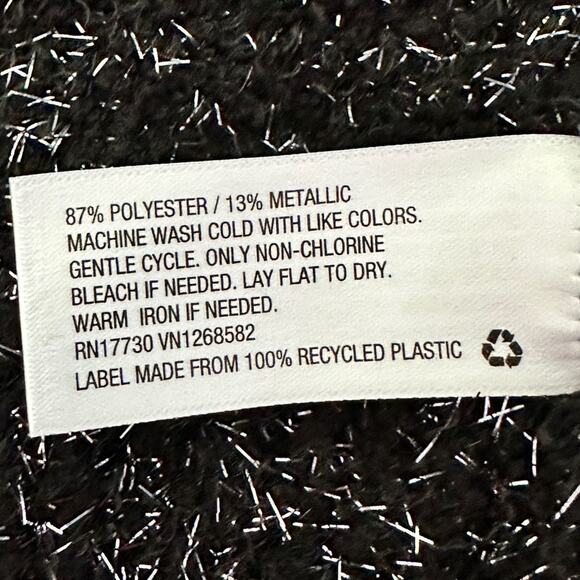 87% POLYESTER / 13% METALLIC
MACHINE WASH COLD WITH LIKE COLORS.
GENTLE CYCLE. ONLY NON-CHLORINE
BLEACH IF NEEDED. LAY FLAT TO DRY.
WARM IRON IF NEEDED.
RN17730 VN1268582
LABEL MADE FROM 100% RECYCLED PLASTIC